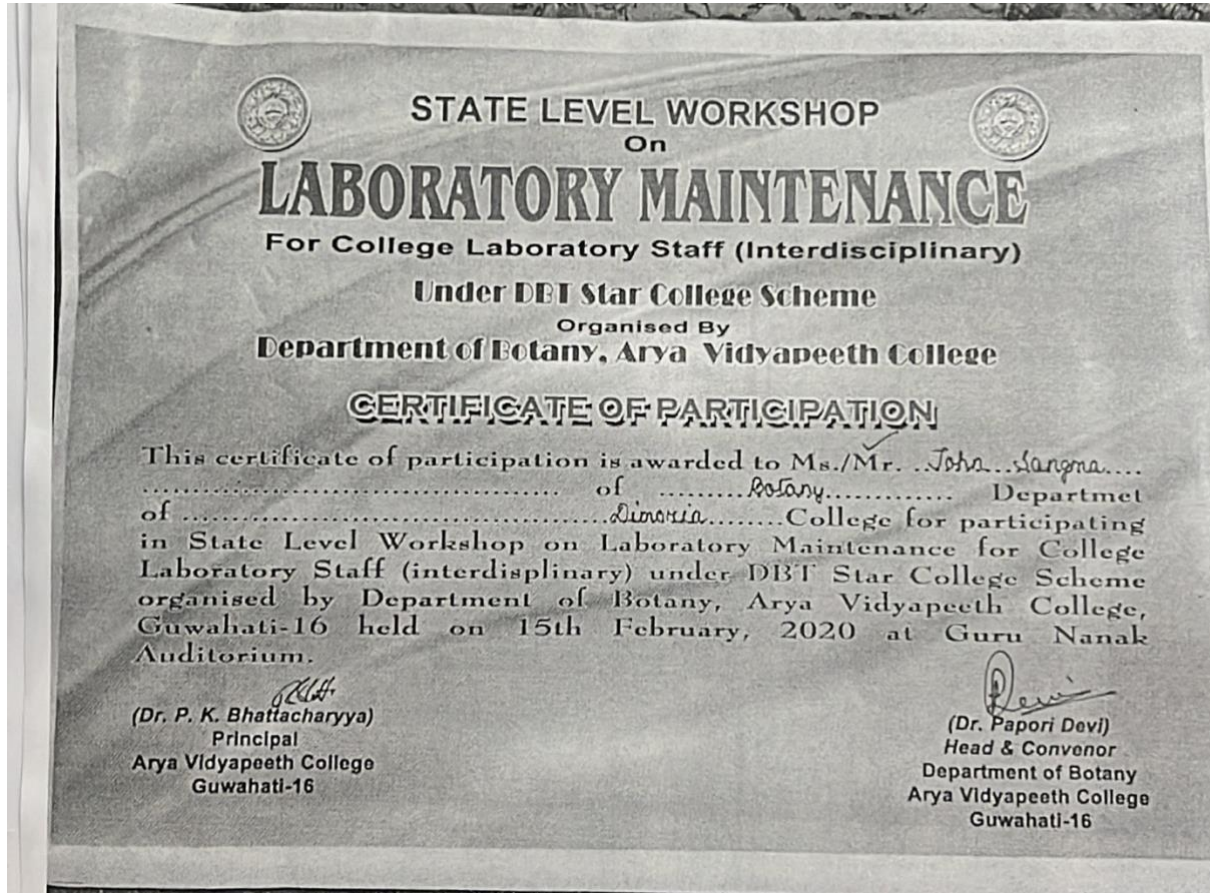 STATE LEVEL WORKSHOP
On
LABORATORY MAINTENANCE
For College Laboratory Staff (Interdisciplinary)
Under DBT Star College Scheme
Organised By
Department of Botany, Arya Vidyapeeth College
CERTIFICATE OF PARTICIPATION
This certificate of participation is awarded to Ms./Mr. ..John...Sangma....
.................................... of .........Botany............. Departmet
of .............................................Dimoria........College for participating
in State Level Workshop on Laboratory Maintenance for College
Laboratory Staff (interdisplinary) under DBT Star College Scheme
organised by Department of Botany, Arya Vidyapeeth College,
Guwahati-16 held on 15th February, 2020 at Guru Nanak
Auditorium.
(Dr. P. K. Bhattacharyya)
Principal
Arya Vidyapeeth College
Guwahati-16
Devi
(Dr. Papori Devi)
Head & Convenor
Department of Botany
Arya Vidyapeeth College
Guwahati-16